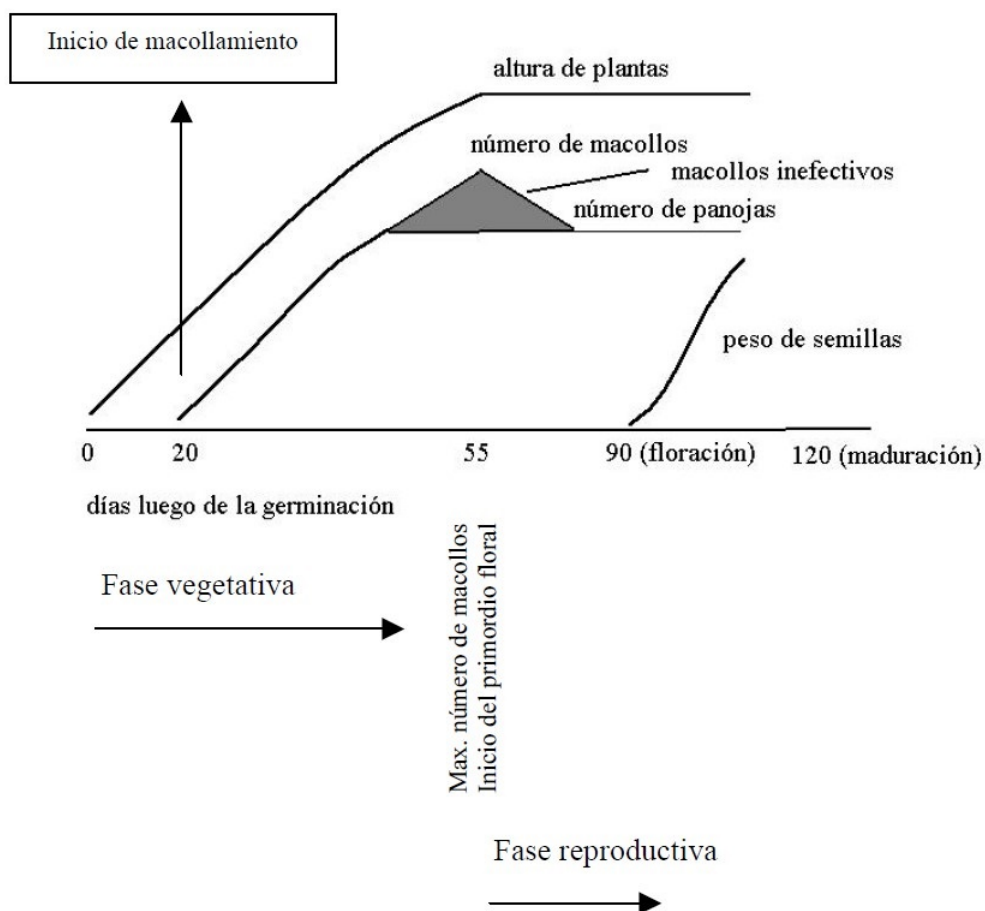 Inicio de macollamiento
altura de plantas
número de macollos
macollos inefectivos
número de panojas
peso de semillas
0
20
55
90 (floración)
120 (maduración)
días luego de la germinación
Fase vegetativa
Max. número de macollos
Inicio del primordio floral
Fase reproductiva